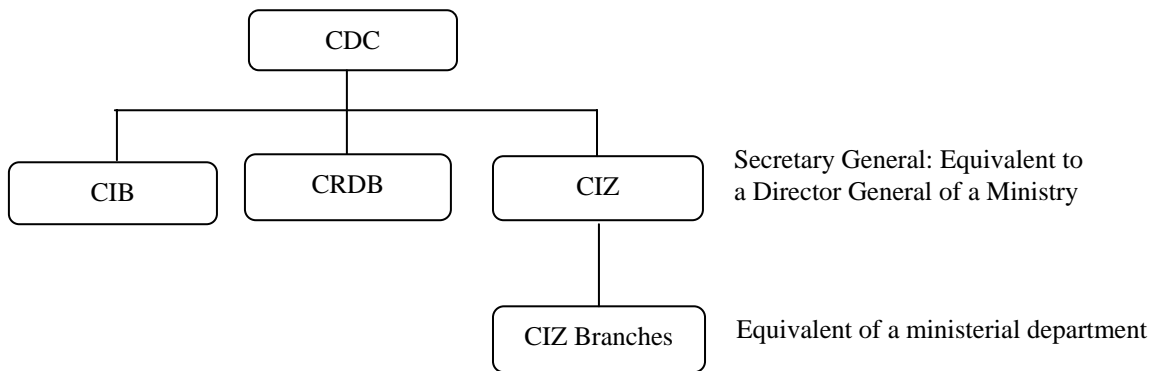 CDC
CIB
CRDB
CIZ
Secretary General: Equivalent to
a Director General of a Ministry
CIZ Branches
Equivalent of a ministerial department